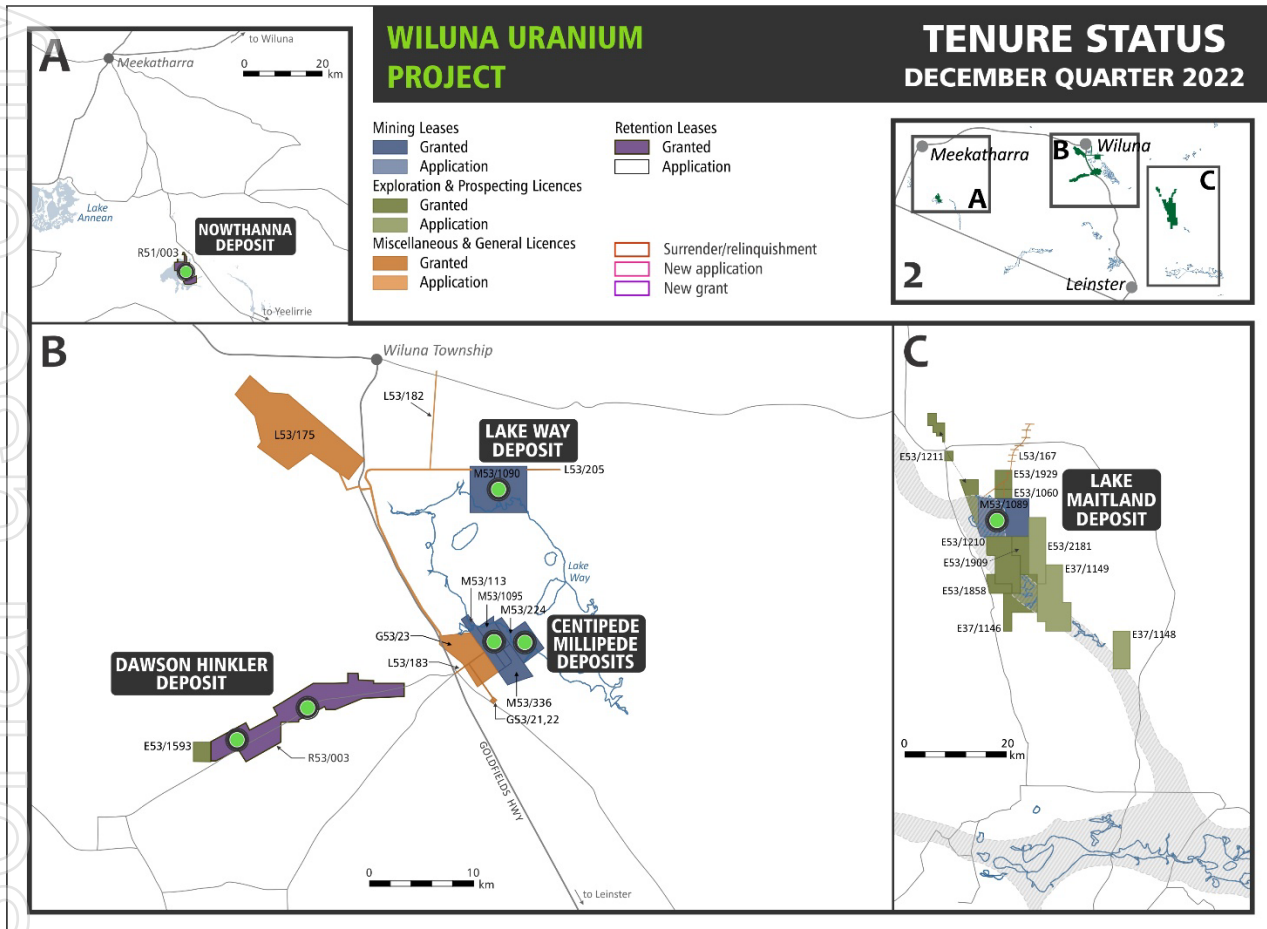 WILUNA URANIUM
PROJECT
TENURE STATUS
DECEMBER QUARTER 2022
A
to Wiluna
Meekatharra
0 20
km
Lake
Annean
NOWTHANNA
DEPOSIT
R51/003
to Yeelirrie
Mining Leases
Granted
Application
Exploration & Prospecting Licences
Granted
Application
Miscellaneous & General Licences
Granted
Application
Retention Leases
Granted
Application
Surrender/relinquishment
New application
New grant
Meekatharra
A
B
Wiluna
C
2
Leinster
B
Wiluna Township
L53/182
L53/175
LAKE WAY
DEPOSIT
M53/1090
L53/205
Lake
Way
M53/113
M53/1095
M53/224
G53/23
CENTIPEDE
MILLIPEDE
DEPOSITS
L53/183
M53/336
G53/21,22
DAWSON HINKLER
DEPOSIT
E53/1593
R53/003
GOLDFIELDS HWY
0 10
km
to Leinster
C
E53/1211
L53/167
E53/1929
E53/1060
LAKE
MAITLAND
DEPOSIT
M53/1089
E53/1210
E53/2181
E53/1909
E37/1149
E53/1858
E37/1146
E37/1148
0 20
km